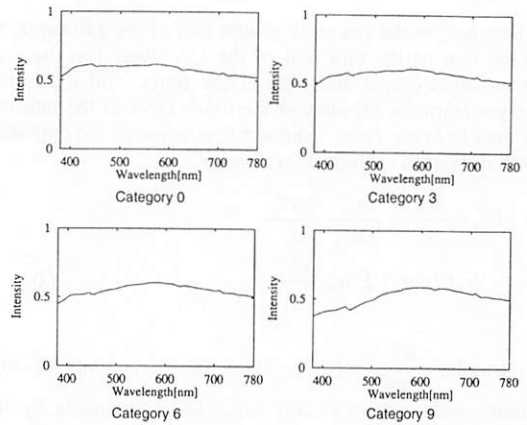 1
0.5
0
Intensity
400 500 600 700 780
Wavelength[nm]
Category 0
1
0.5
0
Intensity
400 500 600 700 780
Wavelength[nm]
Category 3
1
0.5
0
Intensity
400 500 600 700 780
Wavelength[nm]
Category 6
1
0.5
0
Intensity
400 500 600 700 780
Wavelength[nm]
Category 9